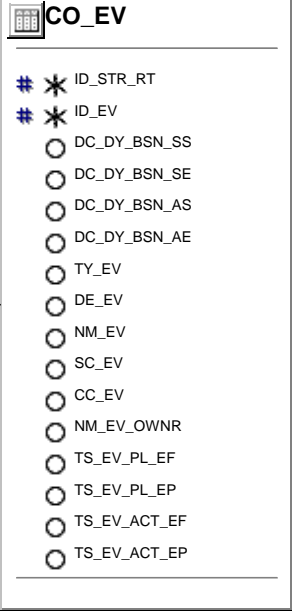 CO_EV
# * ID_STR_RT
# * ID_EV
DC_DY_BSN_SS
DC_DY_BSN_SE
DC_DY_BSN_AS
DC_DY_BSN_AE
TY_EV
DE_EV
NM_EV
SC_EV
CC_EV
NM_EV_OWNR
TS_EV_PL_EF
TS_EV_PL_EP
TS_EV_ACT_EF
TS_EV_ACT_EP